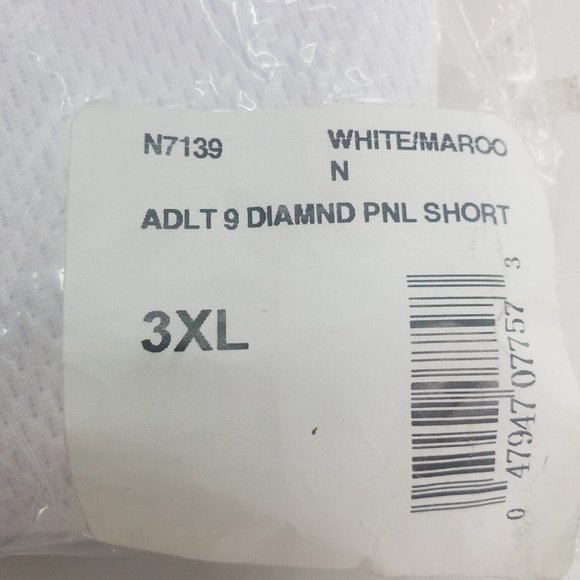 N7139 WHITE/MAROO
N
ADLT 9 DIAMND PNL SHORT
3XL
0 47947 07757 3